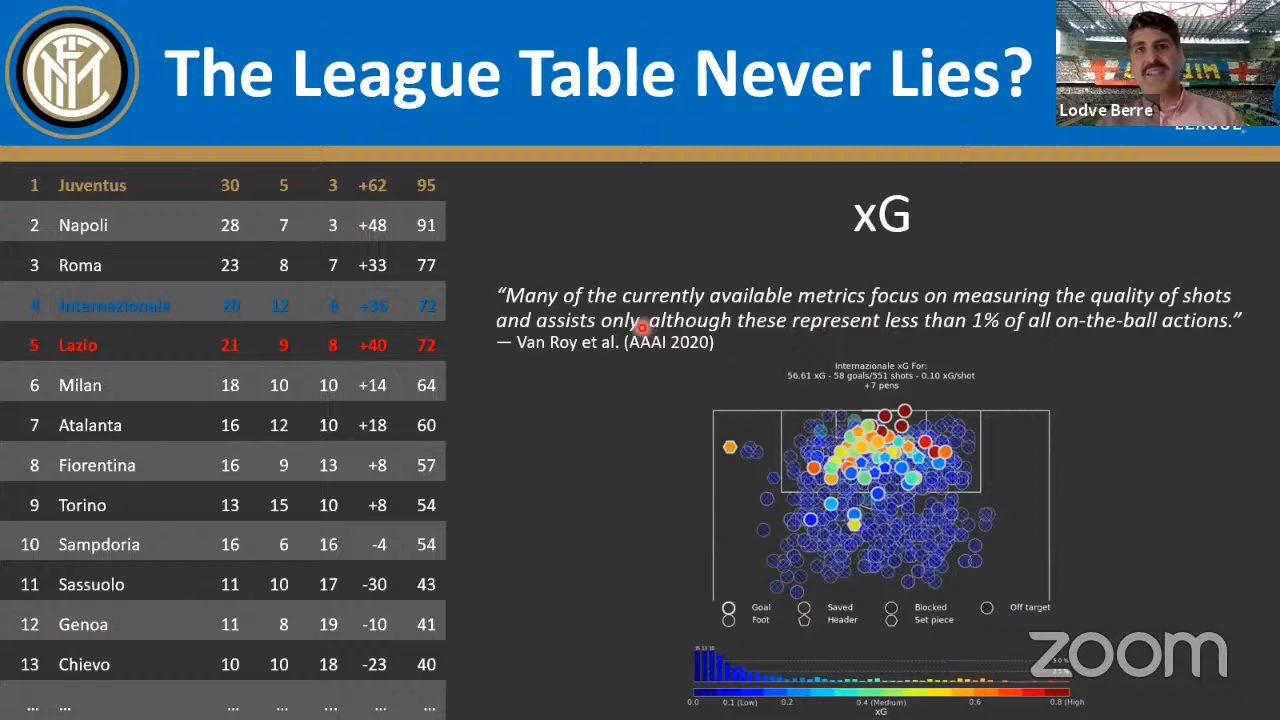 The League Table Never Lies?
Lodve Berre
LEAGUE
1 Juventus 30 5 3 +62 95
2 Napoli 28 7 3 +48 91
3 Roma 23 8 7 +33 77
4 Internazionale 20 12 6 +36 72
5 Lazio 21 9 8 +40 72
6 Milan 18 10 10 +14 64
7 Atalanta 16 12 10 +18 60
8 Fiorentina 16 9 13 +8 57
9 Torino 13 15 10 +8 54
10 Sampdoria 16 6 16 -4 54
11 Sassuolo 11 10 17 -30 43
12 Genoa 11 8 19 -10 41
13 Chievo 10 10 18 -23 40
... ... ... ... ... ... ...
xG
“Many of the currently available metrics focus on measuring the quality of shots
and assists only, although these represent less than 1% of all on-the-ball actions.”
— Van Roy et al. (AAAI 2020)
Internazionale xG For:
56.61 xG - 58 goals/551 shots - 0.10 xG/shot
+7 pens
Goal Saved Blocked Off target
Foot Header Set piece
5.0 %
0.0 0.1 (Low) 0.2 0.4 (Medium) 0.6 0.8 (High
xG
zoom